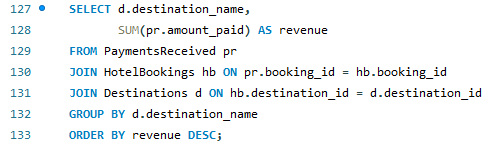 127 SELECT d.destination_name,
128 SUM(pr.amount_paid) AS revenue
129 FROM PaymentsReceived pr
130 JOIN HotelBookings hb ON pr.booking_id = hb.booking_id
131 JOIN Destinations d ON hb.destination_id = d.destination_id
132 GROUP BY d.destination_name
133 ORDER BY revenue DESC;